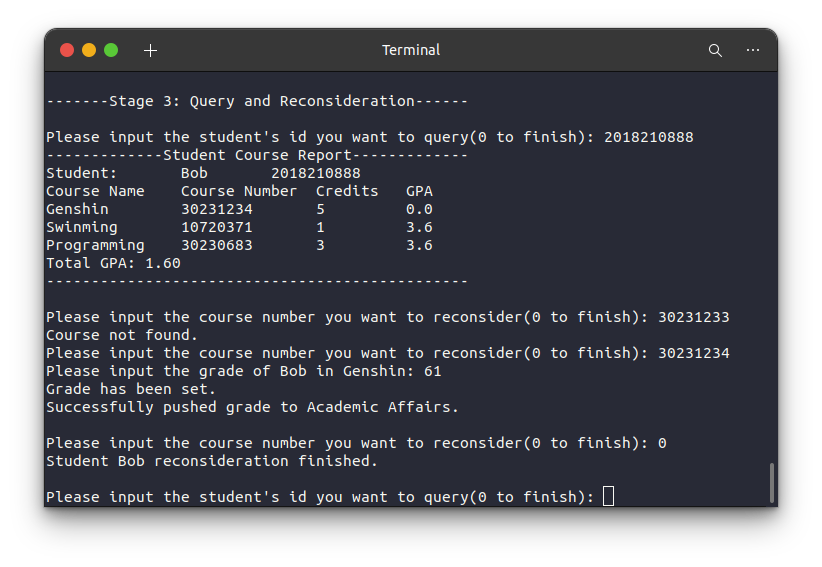 Terminal
-------Stage 3: Query and Reconsideration------
Please input the student's id you want to query(0 to finish): 2018210888
-------------Student Course Report-------------
Student:       Bob       2018210888
Course Name    Course Number  Credits   GPA
Genshin        30231234       5         0.0
Swinming       10720371       1         3.6
Programming    30230683       3         3.6
Total GPA: 1.60
-----------------------------------------------
Please input the course number you want to reconsider(0 to finish): 30231233
Course not found.
Please input the course number you want to reconsider(0 to finish): 30231234
Please input the grade of Bob in Genshin: 61
Grade has been set.
Successfully pushed grade to Academic Affairs.
Please input the course number you want to reconsider(0 to finish): 0
Student Bob reconsideration finished.
Please input the student's id you want to query(0 to finish):